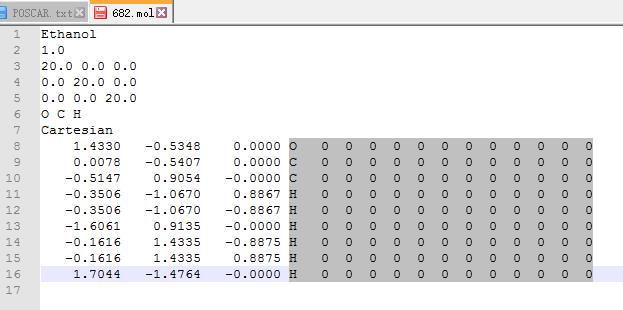 POSCAR.txt 682.mol
1 Ethanol
2 1.0
3 20.0 0.0 0.0
4 0.0 20.0 0.0
5 0.0 0.0 20.0
6 O C H
7 Cartesian
8 1.4330 -0.5348 0.0000 O 0 0 0 0 0 0 0 0 0 0 0 0
9 0.0078 -0.5407 0.0000 C 0 0 0 0 0 0 0 0 0 0 0 0
10 -0.5147 0.9054 -0.0000 C 0 0 0 0 0 0 0 0 0 0 0 0
11 -0.3506 -1.0670 0.8867 H 0 0 0 0 0 0 0 0 0 0 0 0
12 -0.3506 -1.0670 -0.8867 H 0 0 0 0 0 0 0 0 0 0 0 0
13 -1.6061 0.9135 -0.0000 H 0 0 0 0 0 0 0 0 0 0 0 0
14 -0.1616 1.4335 -0.8875 H 0 0 0 0 0 0 0 0 0 0 0 0
15 -0.1616 1.4335 0.8875 H 0 0 0 0 0 0 0 0 0 0 0 0
16 1.7044 -1.4764 -0.0000 H 0 0 0 0 0 0 0 0 0 0 0 0
17